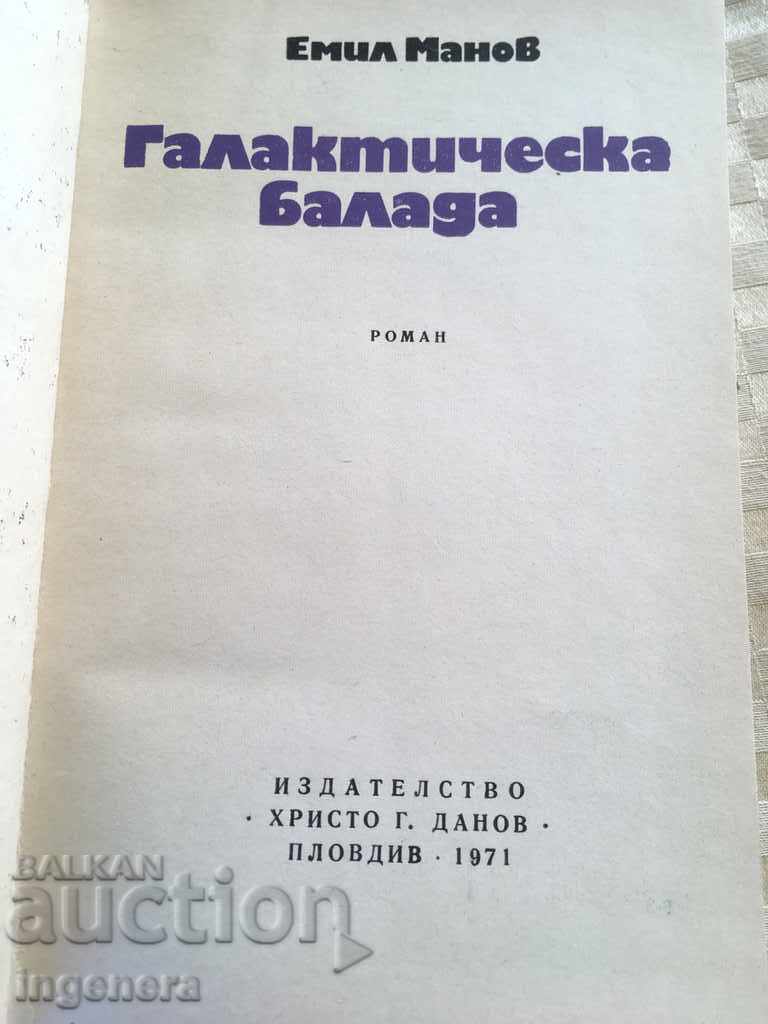 Емил Манов
Галактическа
балада
РОМАН
ИЗДАТЕЛСТВО
· ХРИСТО Г. ДАНОВ ·
ПЛОВДИВ · 1971
BALKAN
auction
ingenera